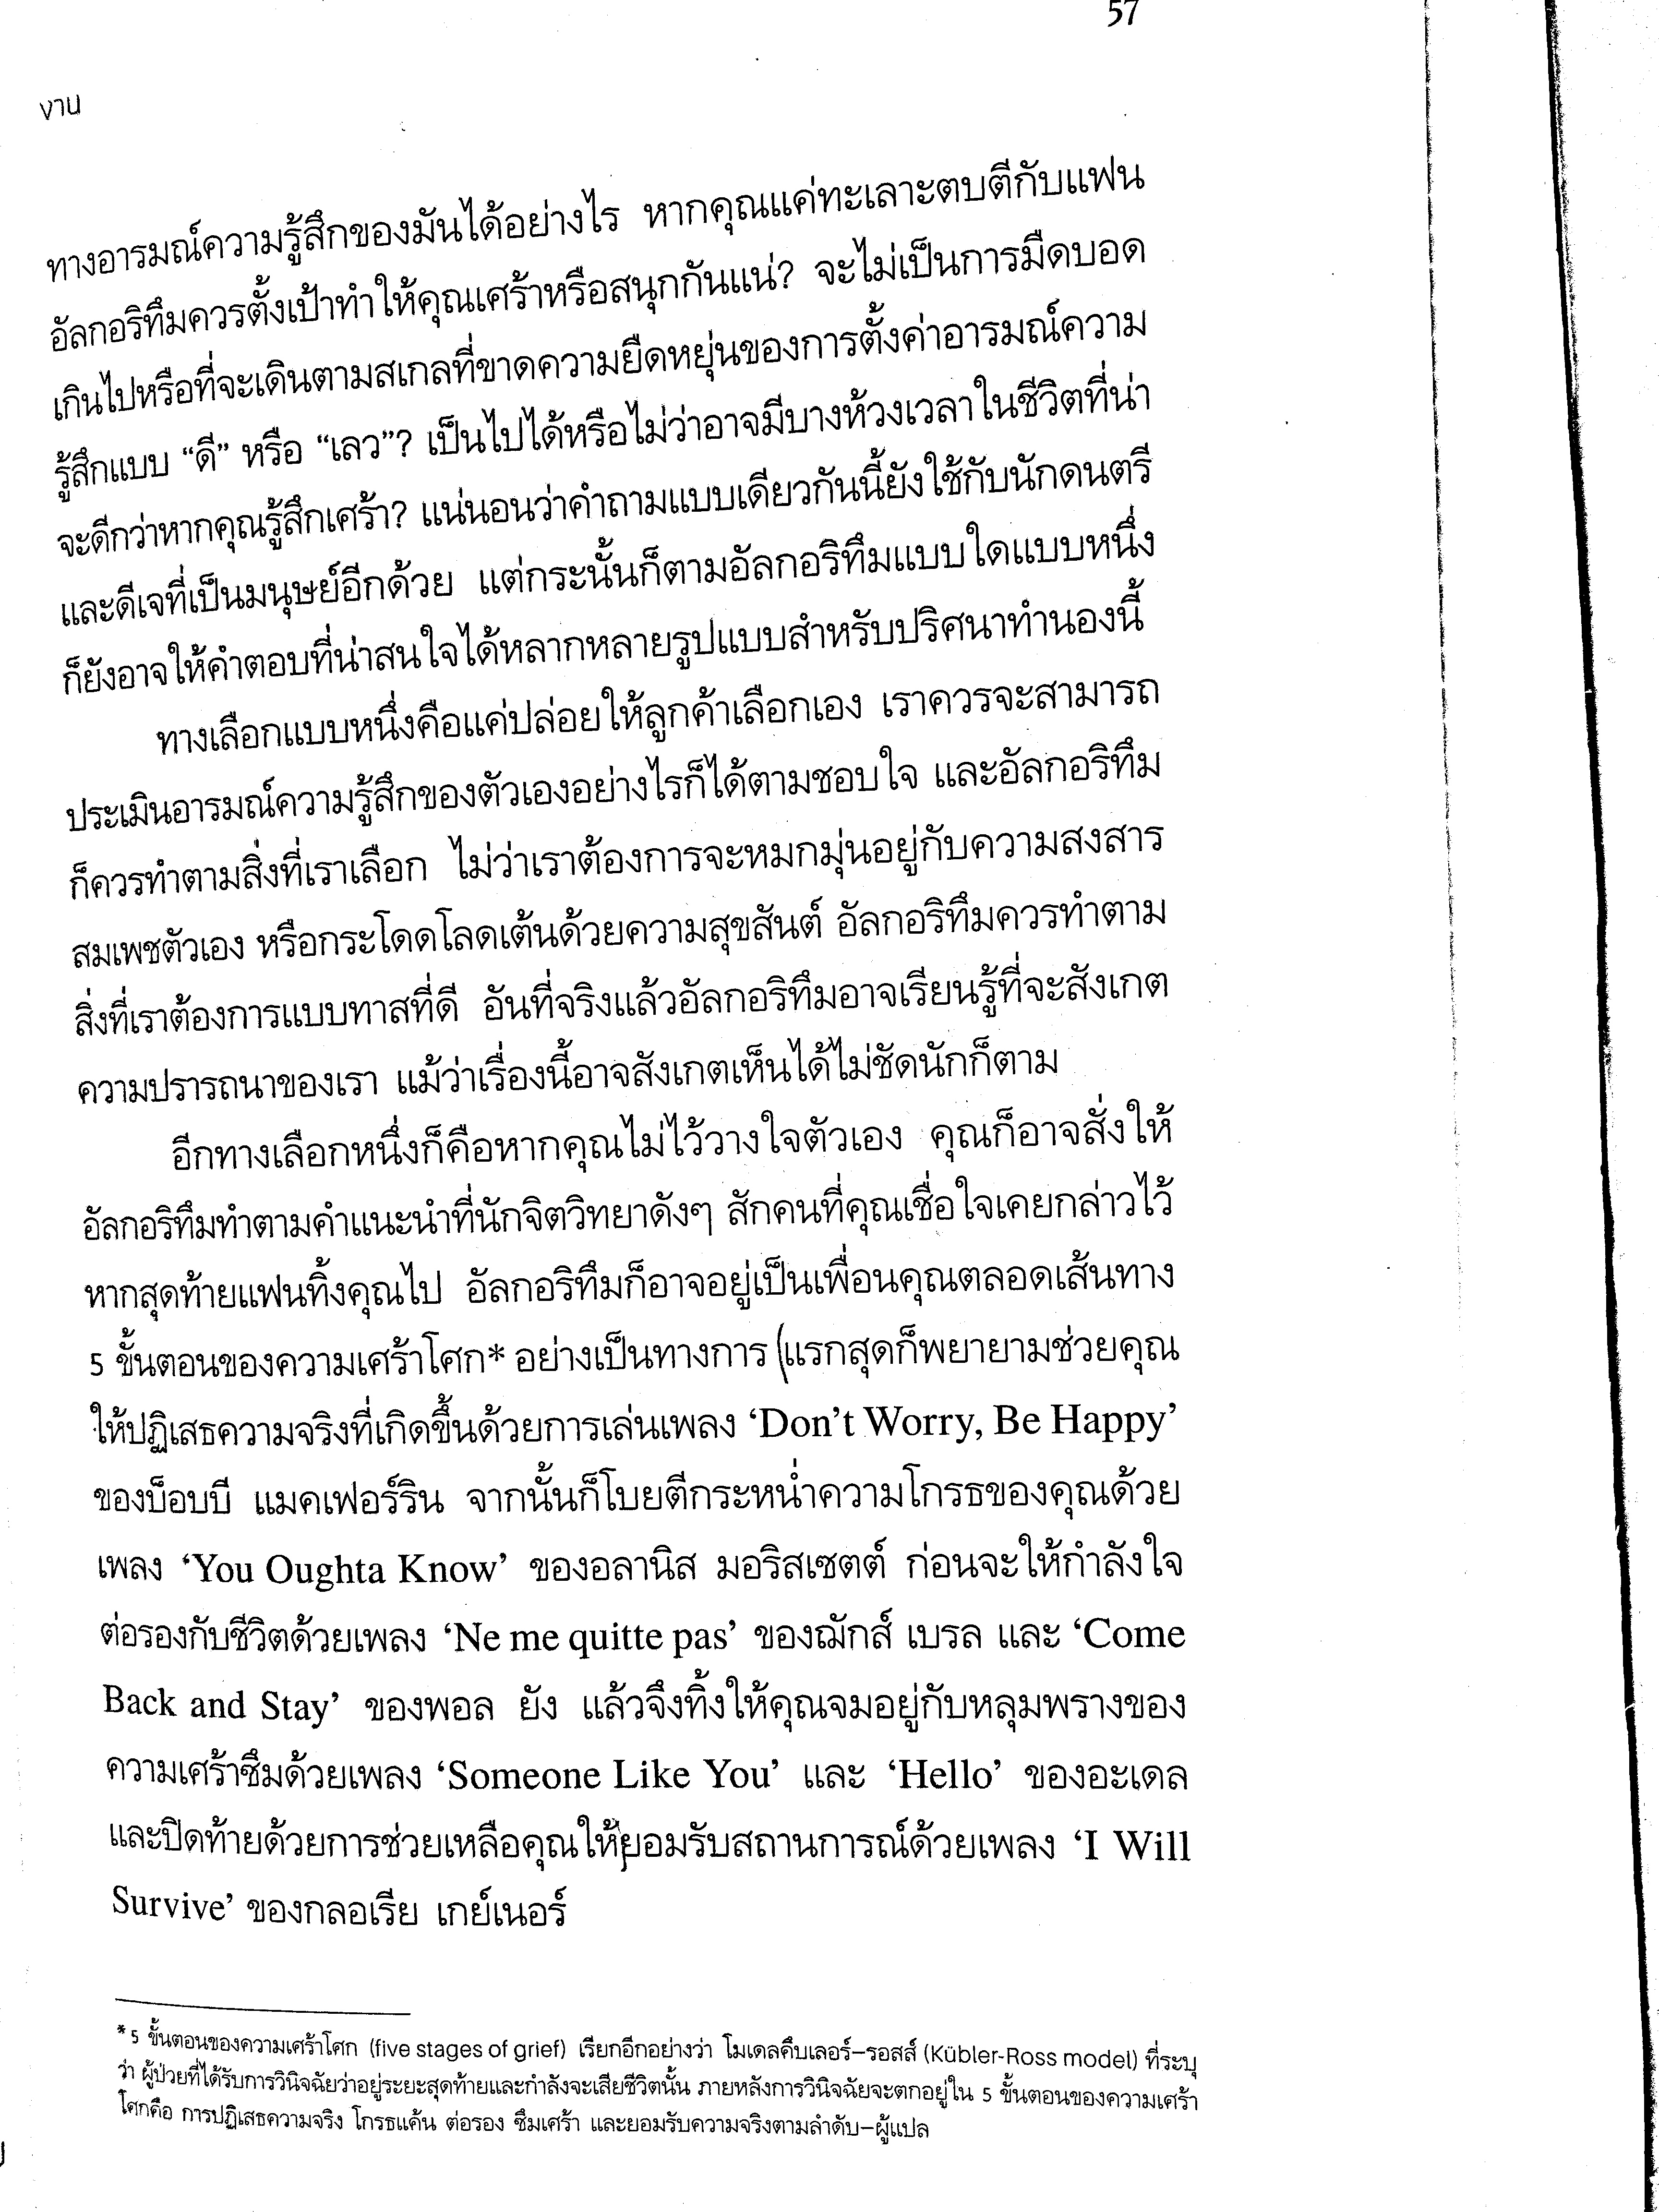 57
งาน
ทางอารมณ์ความรู้สึกของมันได้อย่างไร หากคุณแค่ทะเลาะตบตีกับแฟน
อัลกอริทึมควรตั้งเป้าทำให้คุณเศร้าหรือสนุกกันแน่? จะไม่เป็นการมืดบอด
เกินไปหรือที่จะเดินตามสเกลที่ขาดความยืดหยุ่นของการตั้งค่าอารมณ์ความ
รู้สึกแบบ “ดี” หรือ “เลว”? เป็นไปได้หรือไม่ว่าอาจมีบางห้วงเวลาในชีวิตที่น่า
จะดีกว่าหากคุณรู้สึกเศร้า? แน่นอนว่าคำถามแบบเดียวกันนี้ยังใช้กับนักดนตรี
และดีเจที่เป็นมนุษย์อีกด้วย แต่กระนั้นก็ตามอัลกอริทึมแบบใดแบบหนึ่ง
ก็ยังอาจให้คำตอบที่น่าสนใจได้หลากหลายรูปแบบสำหรับปริศนาทำนองนี้
ทางเลือกแบบหนึ่งคือแค่ปล่อยให้ลูกค้าเลือกเอง เราควรจะสามารถ
ประเมินอารมณ์ความรู้สึกของตัวเองอย่างไรก็ได้ตามชอบใจ และอัลกอริทึม
ก็ควรทำตามสิ่งที่เราเลือก ไม่ว่าเราต้องการจะหมกมุ่นอยู่กับความสงสาร
สมเพชตัวเอง หรือกระโดดโลดเต้นด้วยความสุขสันต์ อัลกอริทึมควรทำตาม
สิ่งที่เราต้องการแบบทาสที่ดี อันที่จริงแล้วอัลกอริทึมอาจเรียนรู้ที่จะสังเกต
ความปรารถนาของเรา แม้ว่าเรื่องนี้อาจสังเกตเห็นได้ไม่ชัดนักก็ตาม
อีกทางเลือกหนึ่งก็คือหากคุณไม่ไว้วางใจตัวเอง คุณก็อาจสั่งให้
อัลกอริทึมทำตามคำแนะนำที่นักจิตวิทยาดังๆ สักคนที่คุณเชื่อใจเคยกล่าวไว้
หากสุดท้ายแฟนทิ้งคุณไป อัลกอริทึมก็อาจอยู่เป็นเพื่อนคุณตลอดเส้นทาง
5 ขั้นตอนของความเศร้าโศก* อย่างเป็นทางการ (แรกสุดก็พยายามช่วยคุณ
ให้ปฏิเสธความจริงที่เกิดขึ้นด้วยการเล่นเพลง ‘Don’t Worry, Be Happy’
ของบ็อบบี แมคเฟอร์ริน จากนั้นก็โบยตีกระหน่ำความโกรธของคุณด้วย
เพลง ‘You Oughta Know’ ของอลานิส มอริสเซตต์ ก่อนจะให้กำลังใจ
ต่อรองกับชีวิตด้วยเพลง ‘Ne me quitte pas’ ของฌักส์ เบรล และ ‘Come
Back and Stay’ ของพอล ยัง แล้วจึงทิ้งให้คุณจมอยู่กับหลุมพรางของ
ความเศร้าซึมด้วยเพลง ‘Someone Like You’ และ ‘Hello’ ของอะเดล
และปิดท้ายด้วยการช่วยเหลือคุณให้ยอมรับสถานการณ์ด้วยเพลง ‘I Will
Survive’ ของกลอเรีย เกย์เนอร์
* 5 ขั้นตอนของความเศร้าโศก (five stages of grief) เรียกอีกอย่างว่า โมเดลคืบเลอร์–รอสส์ (Kübler-Ross model) ที่ระบุ
ว่า ผู้ป่วยที่ได้รับการวินิจฉัยว่าอยู่ระยะสุดท้ายและกำลังจะเสียชีวิตนั้น ภายหลังการวินิจฉัยจะตกอยู่ใน 5 ขั้นตอนของความเศร้า
โศกคือ การปฏิเสธความจริง โกรธแค้น ต่อรอง ซึมเศร้า และยอมรับความจริงตามลำดับ–ผู้แปล